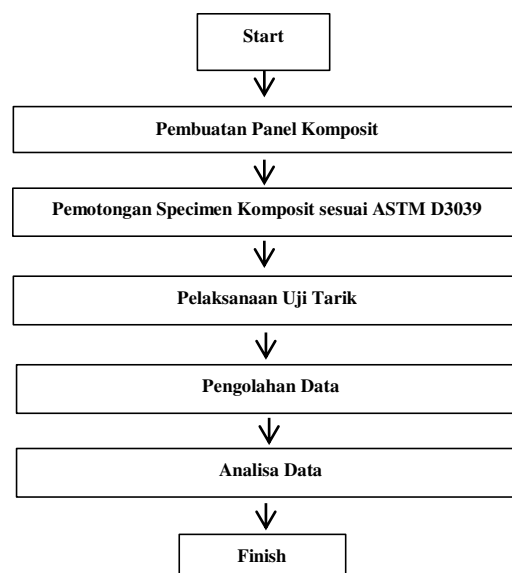 Start
Pembuatan Panel Komposit
Pemotongan Specimen Komposit sesuai ASTM D3039
Pelaksanaan Uji Tarik
Pengolahan Data
Analisa Data
Finish